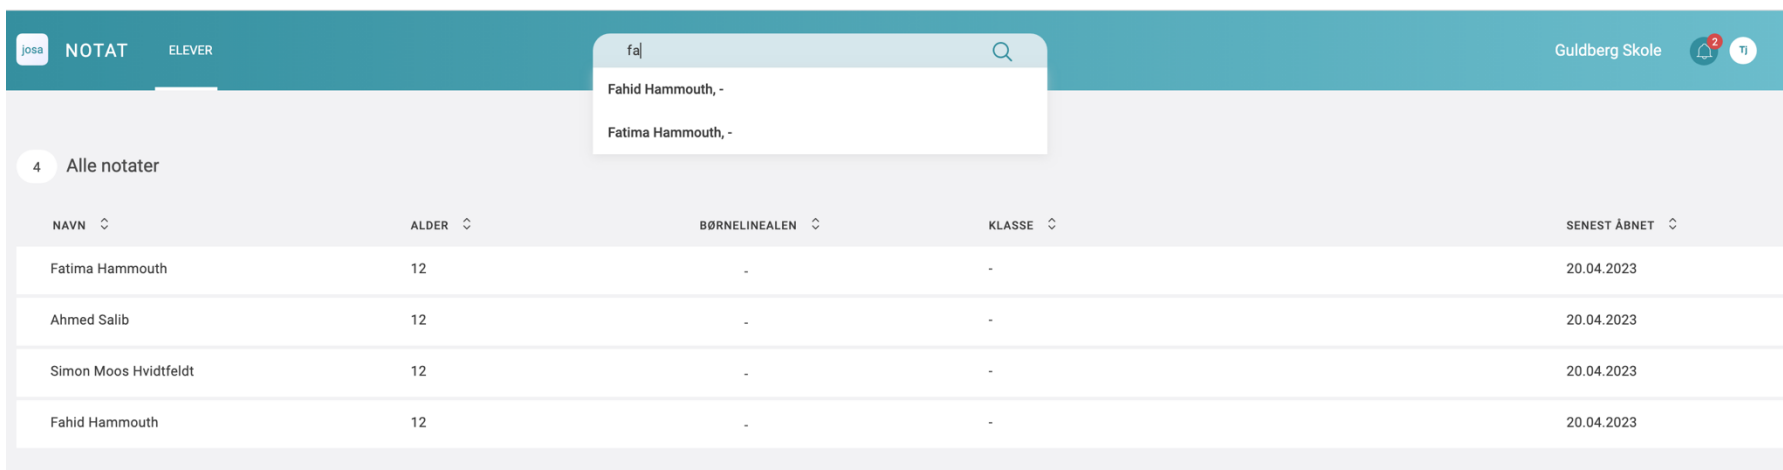 josa NOTAT ELEVER fa Guldberg Skole 2 Tj
Fahid Hammouth, -
Fatima Hammouth, -
4 Alle notater
NAVN ALDER BØRNELINEALEN KLASSE SENEST ÅBNET
Fatima Hammouth 12 - - 20.04.2023
Ahmed Salib 12 - - 20.04.2023
Simon Moos Hvidtfeldt 12 - - 20.04.2023
Fahid Hammouth 12 - - 20.04.2023